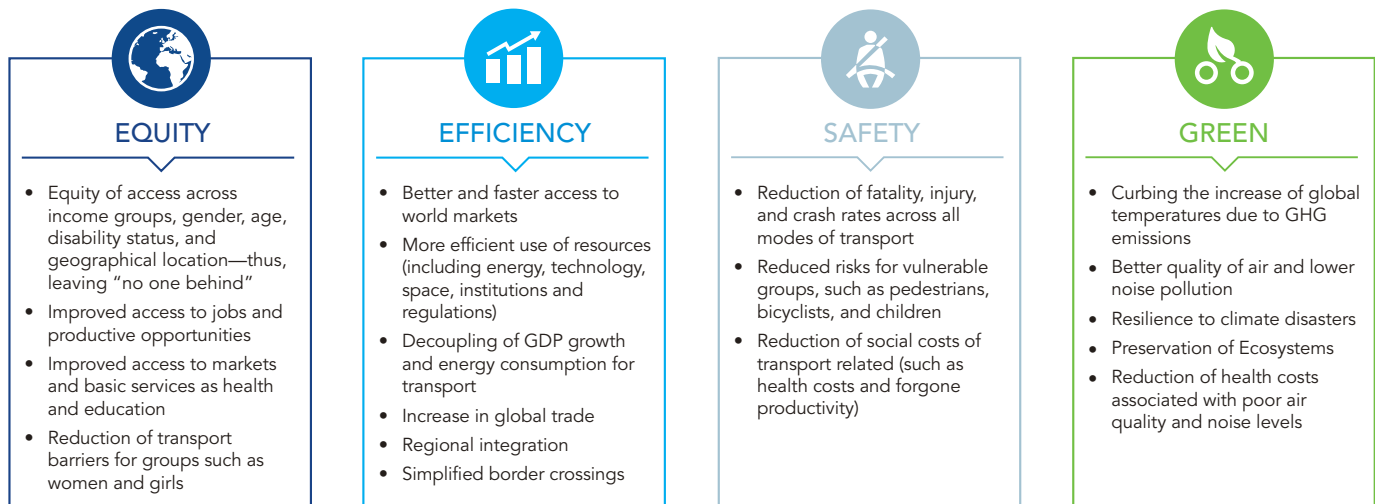 EQUITY
• Equity of access across
income groups, gender, age,
disability status, and
geographical location—thus,
leaving “no one behind”
• Improved access to jobs and
productive opportunities
• Improved access to markets
and basic services as health
and education
• Reduction of transport
barriers for groups such as
women and girls
EFFICIENCY
• Better and faster access to
world markets
• More efficient use of resources
(including energy, technology,
space, institutions and
regulations)
• Decoupling of GDP growth
and energy consumption for
transport
• Increase in global trade
• Regional integration
• Simplified border crossings
SAFETY
• Reduction of fatality, injury,
and crash rates across all
modes of transport
• Reduced risks for vulnerable
groups, such as pedestrians,
bicyclists, and children
• Reduction of social costs of
transport related (such as
health costs and forgone
productivity)
GREEN
• Curbing the increase of global
temperatures due to GHG
emissions
• Better quality of air and lower
noise pollution
• Resilience to climate disasters
• Preservation of Ecosystems
• Reduction of health costs
associated with poor air
quality and noise levels